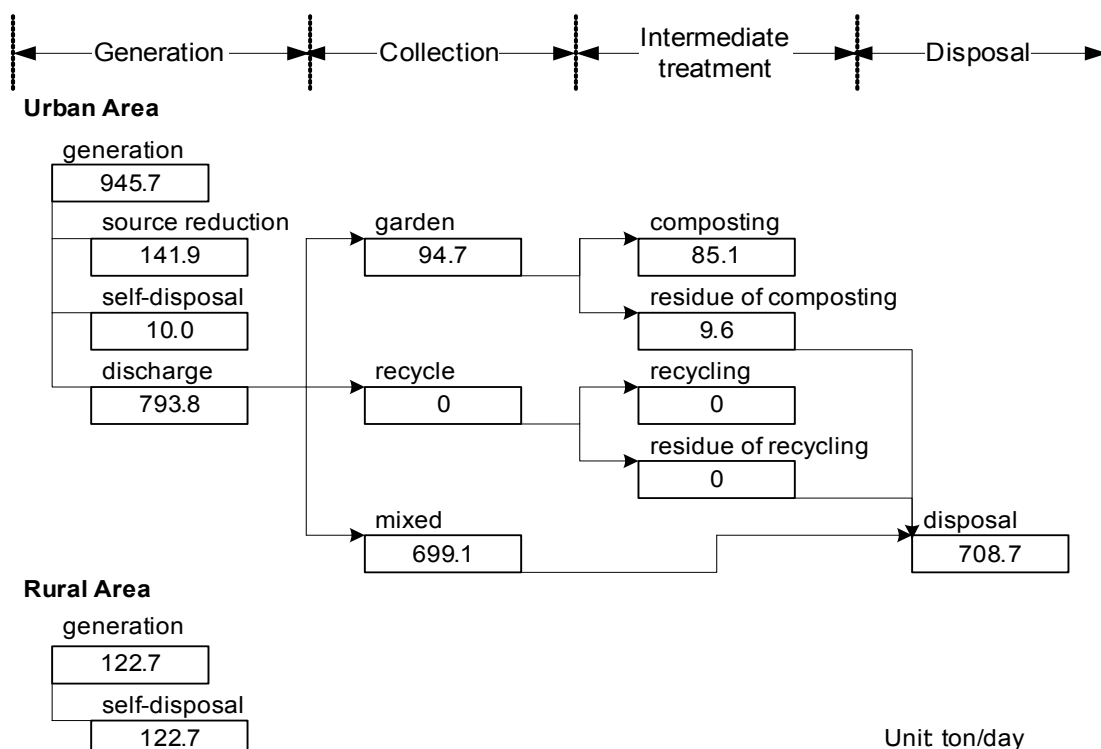 Generation
Collection
Intermediate
treatment
Disposal
Urban Area
generation
945.7
source reduction
141.9
garden
94.7
composting
85.1
self-disposal
10.0
residue of composting
9.6
discharge
793.8
recycle
0
recycling
0
residue of recycling
0
mixed
699.1
disposal
708.7
Rural Area
generation
122.7
self-disposal
122.7
Unit: ton/day